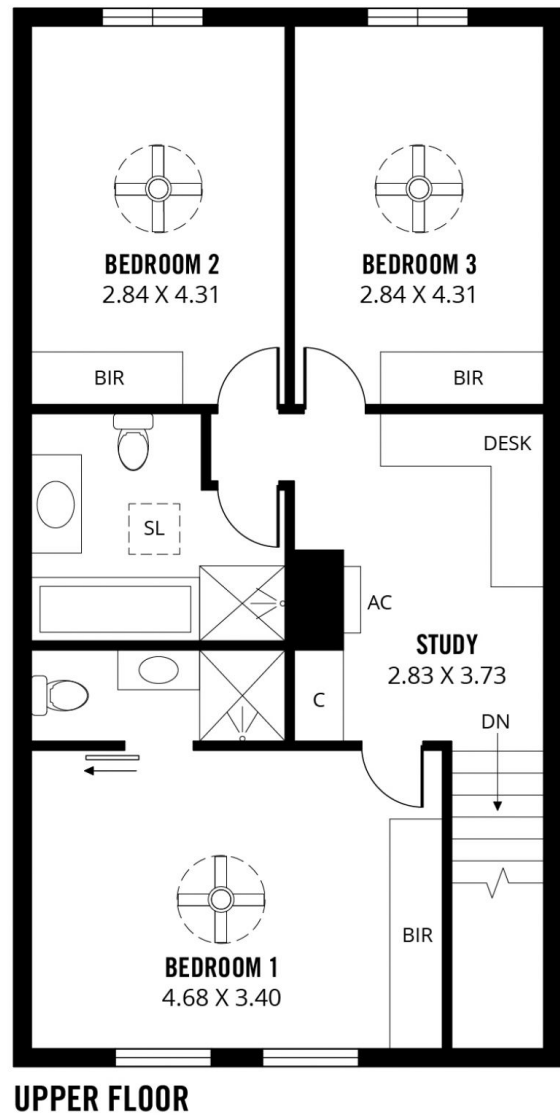 BEDROOM 2
2.84 X 4.31
BEDROOM 3
2.84 X 4.31
BIR
BIR
DESK
SL
AC
STUDY
2.83 X 3.73
C
DN
BIR
BEDROOM 1
4.68 X 3.40
UPPER FLOOR